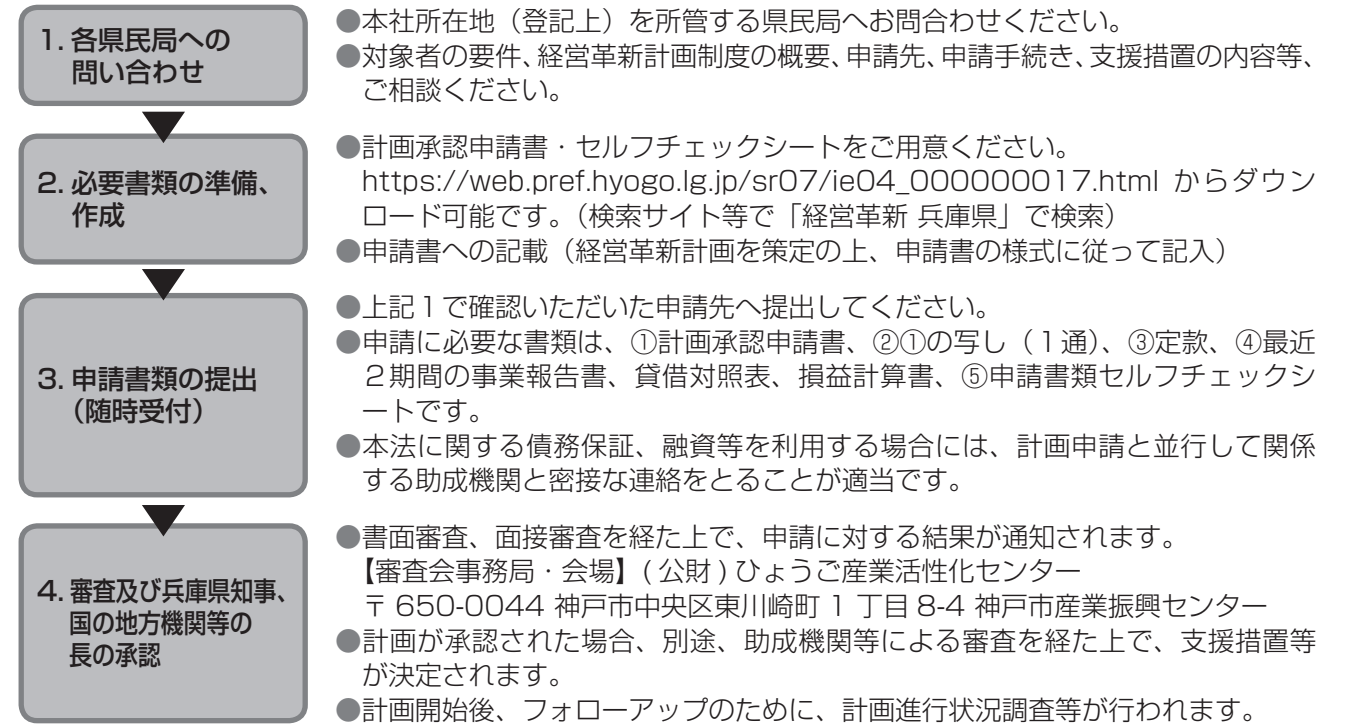 1. 各県民局への
問い合わせ
●本社所在地（登記上）を所管する県民局へお問合わせください。
●対象者の要件、経営革新計画制度の概要、申請先、申請手続き、支援措置の内容等、
ご相談ください。
2. 必要書類の準備、
作成
●計画承認申請書・セルフチェックシートをご用意ください。
https://web.pref.hyogo.lg.jp/sr07/ie04_000000017.html からダウン
ロード可能です。（検索サイト等で「経営革新 兵庫県」で検索）
●申請書への記載（経営革新計画を策定の上、申請書の様式に従って記入）
3. 申請書類の提出
（随時受付）
●上記１で確認いただいた申請先へ提出してください。
●申請に必要な書類は、①計画承認申請書、②①の写し（１通）、③定款、④最近
２期間の事業報告書、貸借対照表、損益計算書、⑤申請書類セルフチェックシ
ートです。
●本法に関する債務保証、融資等を利用する場合には、計画申請と並行して関係
する助成機関と密接な連絡をとることが適当です。
4. 審査及び兵庫県知事、
国の地方機関等の
長の承認
●書面審査、面接審査を経た上で、申請に対する結果が通知されます。
【審査会事務局・会場】(公財)ひょうご産業活性化センター
〒 650-0044 神戸市中央区東川崎町 1 丁目 8-4 神戸市産業振興センター
●計画が承認された場合、別途、助成機関等による審査を経た上で、支援措置等
が決定されます。
●計画開始後、フォローアップのために、計画進行状況調査等が行われます。